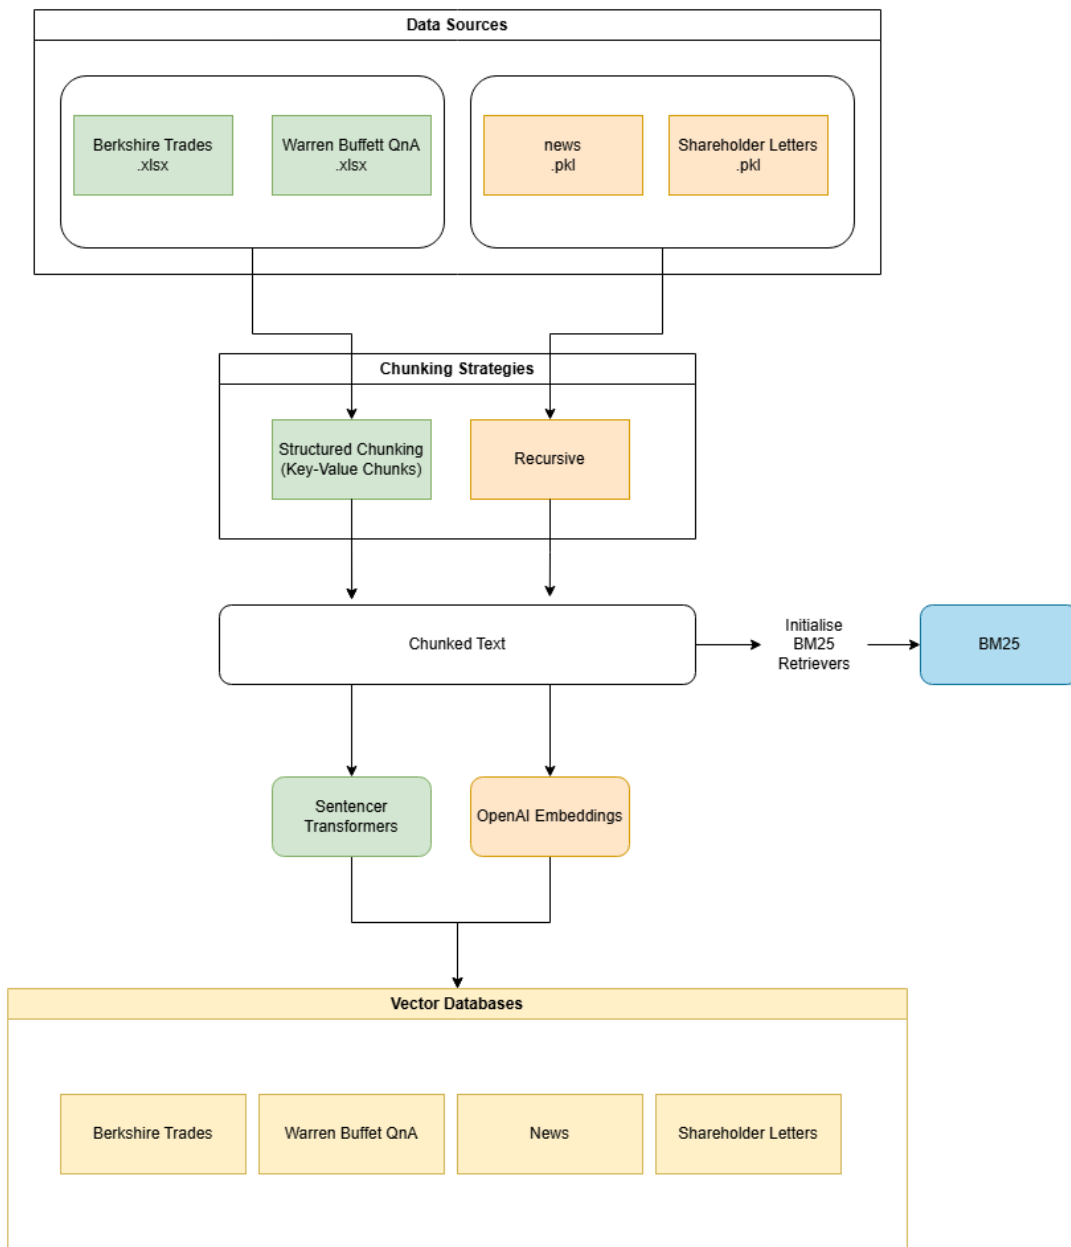 Data Sources
Berkshire Trades
.xlsx
Warren Buffett QnA
.xlsx
news
.pkl
Shareholder Letters
.pkl
Chunking Strategies
Structured Chunking
(Key-Value Chunks)
Recursive
Chunked Text
Initialise
BM25
Retrievers
BM25
Sentencer
Transformers
OpenAI Embeddings
Vector Databases
Berkshire Trades
Warren Buffet QnA
News
Shareholder Letters